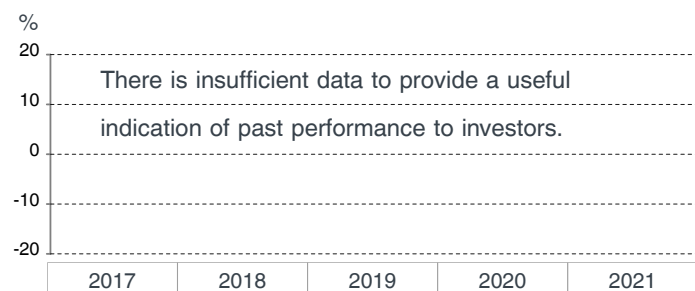 %
20
There is insufficient data to provide a useful
10
indication of past performance to investors.
0
-10
-20
2017 2018 2019 2020 2021